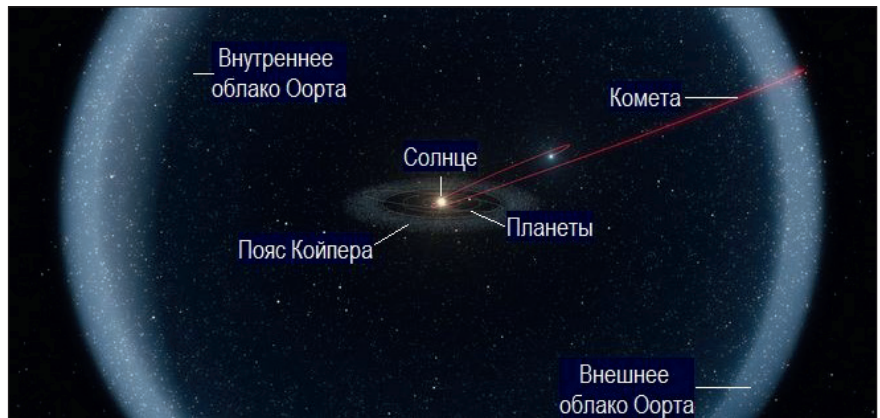 Внутреннее
облако Оорта
Комета
Солнце
Планеты
Пояс Койпера
Внешнее
облако Оорта